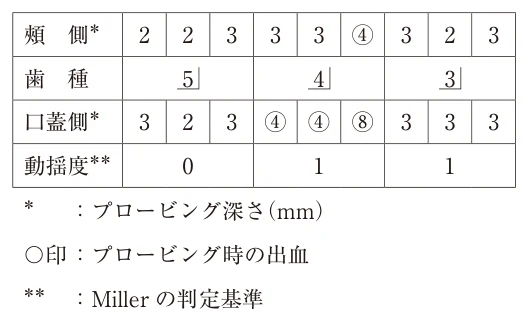 頰側* 2 2 3 3 3 ④ 3 2 3
歯種 5┘ 4┘ 3┘
口蓋側* 3 2 3 ④ ④ ⑧ 3 3 3
動揺度** 0 1 1
* ：プロービング深さ(mm)
○印：プロービング時の出血
** ：Millerの判定基準